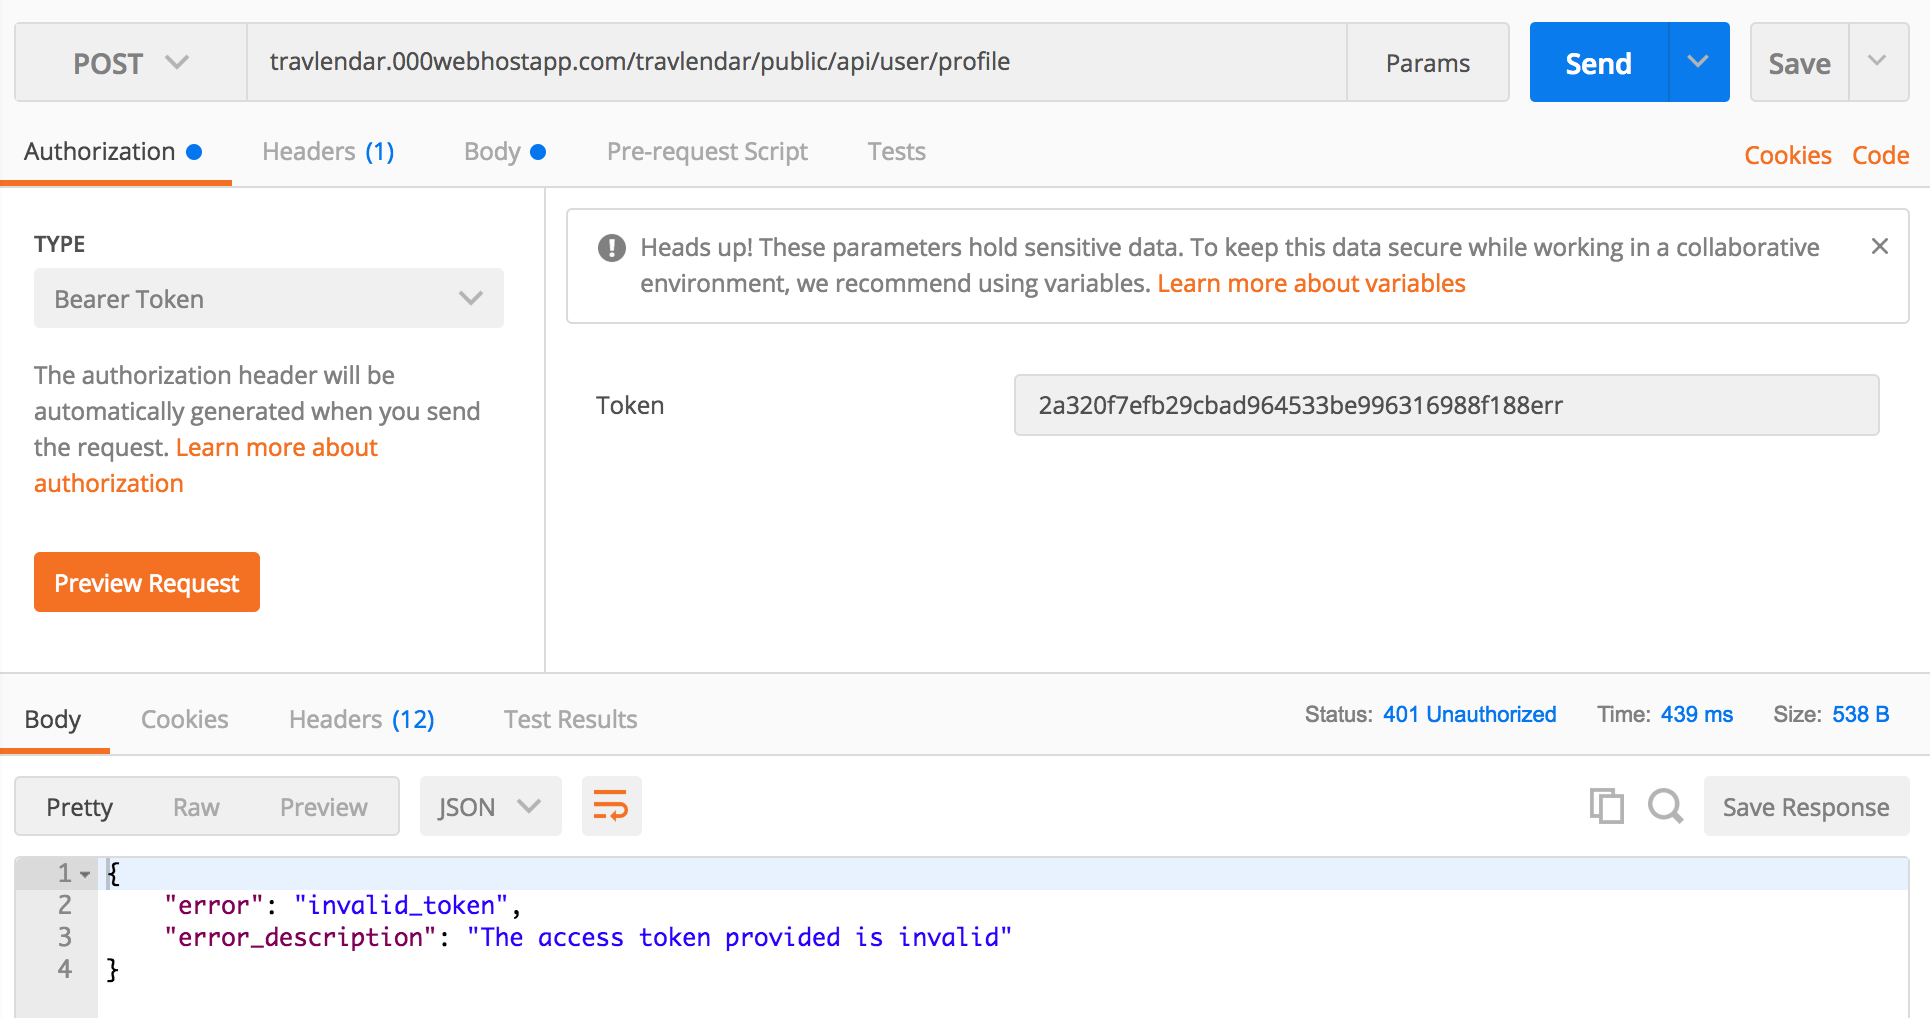 POST
travlendar.000webhostapp.com/travlendar/public/api/user/profile
Params
Send
Save
Authorization
Headers (1)
Body
Pre-request Script
Tests
Cookies
Code
TYPE
Bearer Token
The authorization header will be
automatically generated when you send
the request. Learn more about
authorization
Preview Request
Heads up! These parameters hold sensitive data. To keep this data secure while working in a collaborative
environment, we recommend using variables. Learn more about variables
Token
2a320f7efb29cbad964533be996316988f188err
Body
Cookies
Headers (12)
Test Results
Status: 401 Unauthorized
Time: 439 ms
Size: 538 B
Pretty
Raw
Preview
JSON
Save Response
1 {
2 "error": "invalid_token",
3 "error_description": "The access token provided is invalid"
4 }